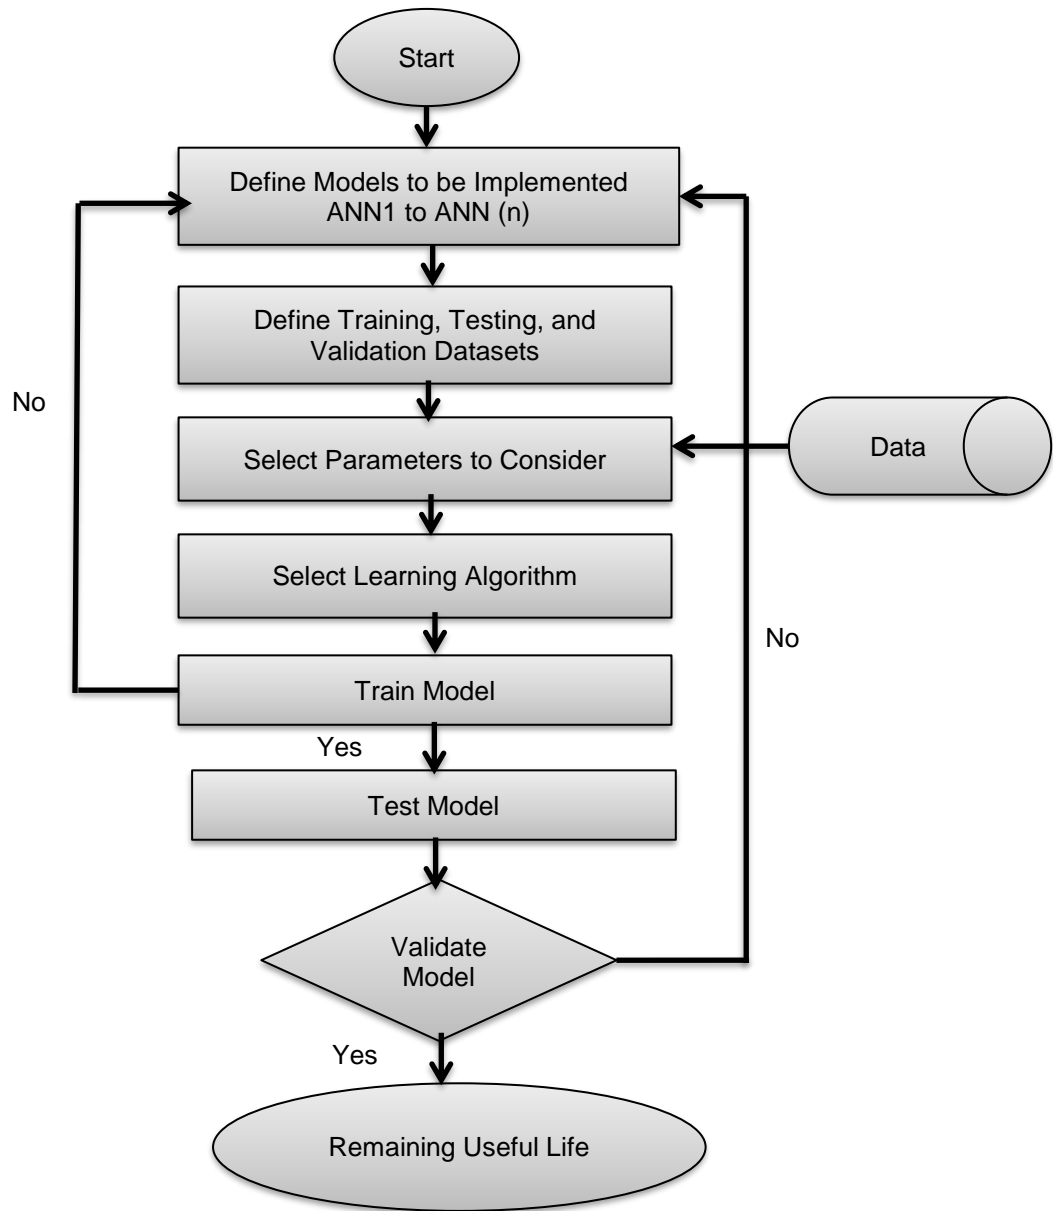 Start
Define Models to be Implemented
ANN1 to ANN (n)
Define Training, Testing, and
Validation Datasets
No
Select Parameters to Consider
Data
Select Learning Algorithm
No
Train Model
Yes
Test Model
Validate
Model
Yes
Remaining Useful Life